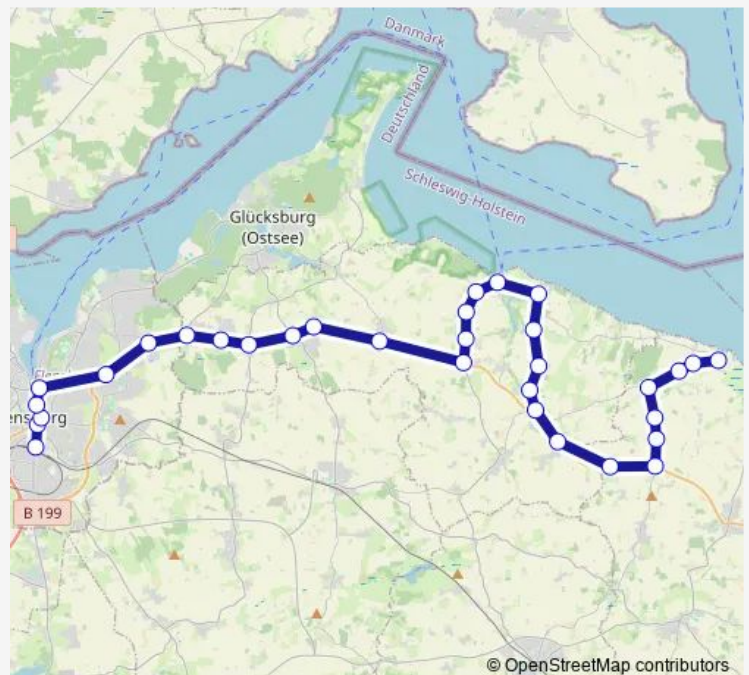 Danmark
Deutschland
Schleswig-Holstein
Glücksburg
(Ostsee)
B 199
© OpenStreetMap contributors